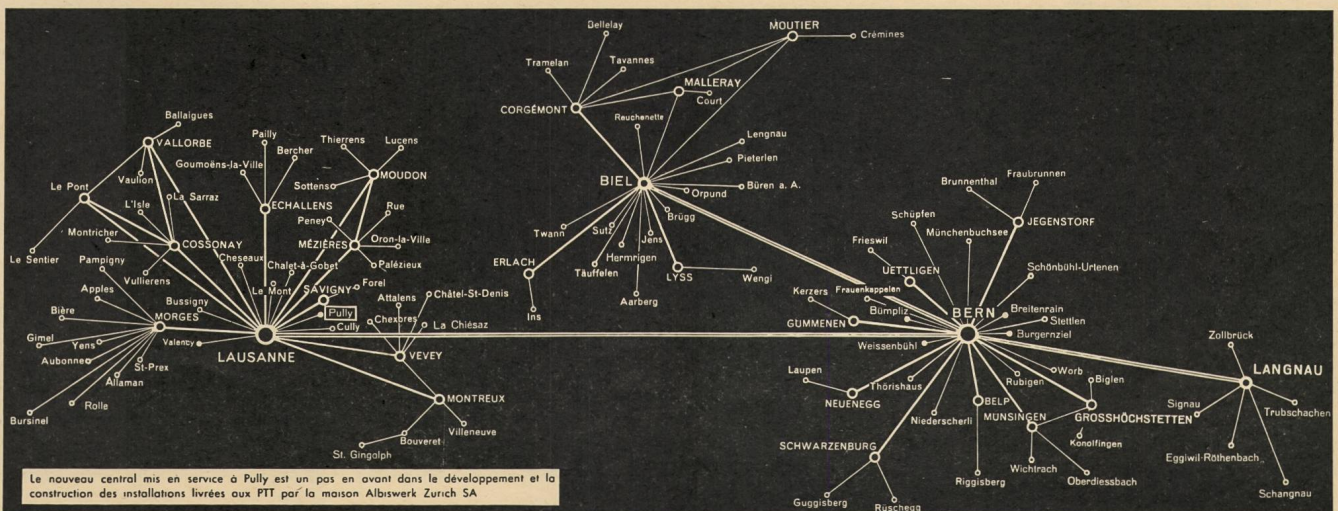 Ballaigues
VALLORBE
Vaulion
Le Pont
Le Sentier
La Sarraz
L'Isle
Montricher
COSSONAY
Vullierens
Pampigny
Apples
Bière
MORGES
Gimel
Yens
Aubonne
St-Prex
Allaman
Rolle
Bursinel
Bussigny
Valency
Cheseaux
Pailly
Goumoëns-la-Ville
Bercher
ECHALLENS
Thierrens
Lucens
MOUDON
Sottens
Peney
Rue
MÉZIÈRES
Oron-la-Ville
Palézieux
Chalet-à-Gobet
Le Mont
SAVIGNY
Forel
Pully
Cully
LAUSANNE
Attalens
Châtel-St-Denis
Chexbres
La Chiésaz
VEVEY
MONTREUX
Villeneuve
Bouveret
St. Gingolph
Bellelay
Tramelan
Tavannes
MOUTIER
Crémines
MALLERAY
Court
CORGÉMONT
Reuchenette
Lengnau
Pieterlen
BIEL
Orpund
Büren a. A.
Brügg
Twann
Sutz
Jens
Hermrigen
Täuffelen
ERLACH
Ins
Aarberg
LYSS
Wengi
Fraubrunnen
Brunnenthal
JEGENSTORF
Schüpfen
Münchenbuchsee
Frieswil
UETTLIGEN
Schönbühl-Urtenen
Frauenkappelen
Kerzers
Bümpliz
BERN
Breitenrain
Stettlen
GÜMMENEN
Burgernziel
Weissenbühl
Laupen
Thörishaus
NEUENEGG
Niederscherli
BELP
Rubigen
Worb
Biglen
MÜNSINGEN
GROSSHÖCHSTETTEN
Konolfingen
SCHWARZENBURG
Wichtrach
Oberdiessbach
Riggisberg
Guggisberg
Rüschegg
Zollbrück
LANGNAU
Signau
Trubschachen
Eggiwil-Röthenbach
Schangnau
Le nouveau central mis en service à Pully est un pas en avant dans le développement et la
construction des installations livrées aux PTT par la maison Albiswerk Zurich SA